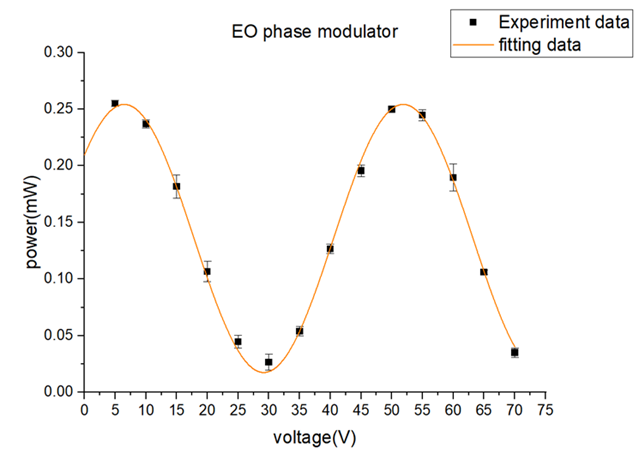 EO phase modulator
Experiment data
fitting data
0.30
0.25
0.20
0.15
0.10
0.05
0.00
power(mW)
0 5 10 15 20 25 30 35 40 45 50 55 60 65 70 75
voltage(V)